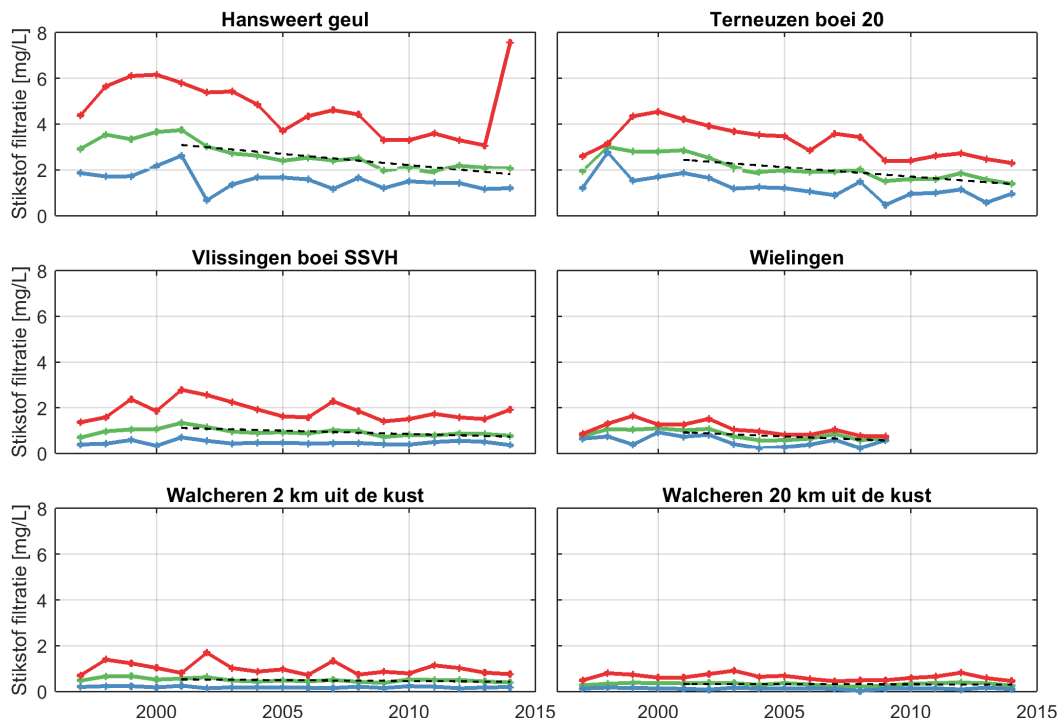 Hansweert geul
Terneuzen boei 20
Stikstof filtratie [mg/L]
8
6
4
2
0
Vlissingen boei SSVH
Wielingen
Stikstof filtratie [mg/L]
8
6
4
2
0
Walcheren 2 km uit de kust
Walcheren 20 km uit de kust
Stikstof filtratie [mg/L]
8
6
4
2
0
2000
2005
2010
2015
2000
2005
2010
2015